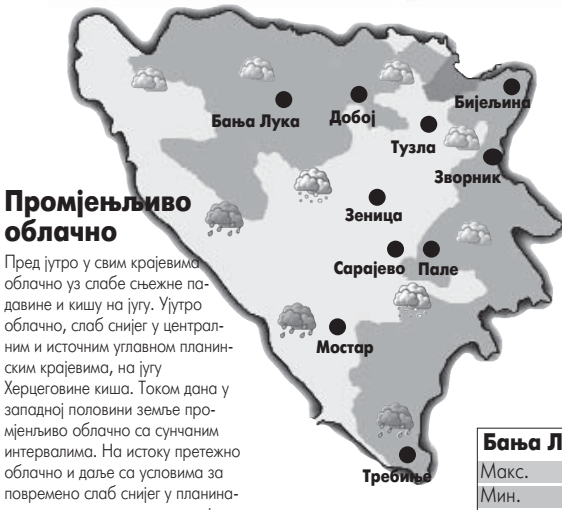 Бања Лука
Добој
Бијељина
Тузла
Зворник
Зеница
Сарајево
Пале
Мостар
Требиње
Промјењљиво
облачно
Пред јутро у свим крајевима
облачно уз слабе сњежне па-
давине и кишу на југу. Ујутро
облачно, слаб снијег у централ-
ним и источним углавном планин-
ским крајевима, на југу
Херцеговине киша. Током дана у
западној половини земље про-
мјенљиво облачно са сунчаним
интервалима. На истоку претежно
облачно и даље са условима за
повремено слаб снијег у планина-
Бања Л
Макс.
Мин.